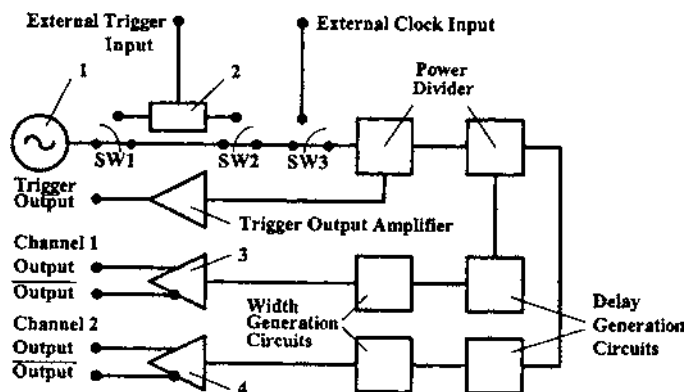 External Trigger
Input
External Clock Input
1
2
Power
Divider
SW1
SW2
SW3
Trigger
Output
Trigger Output Amplifier
Channel 1
Output
Output
3
Width
Generation
Circuits
Delay
Generation
Circuits
Channel 2
Output
Output
4